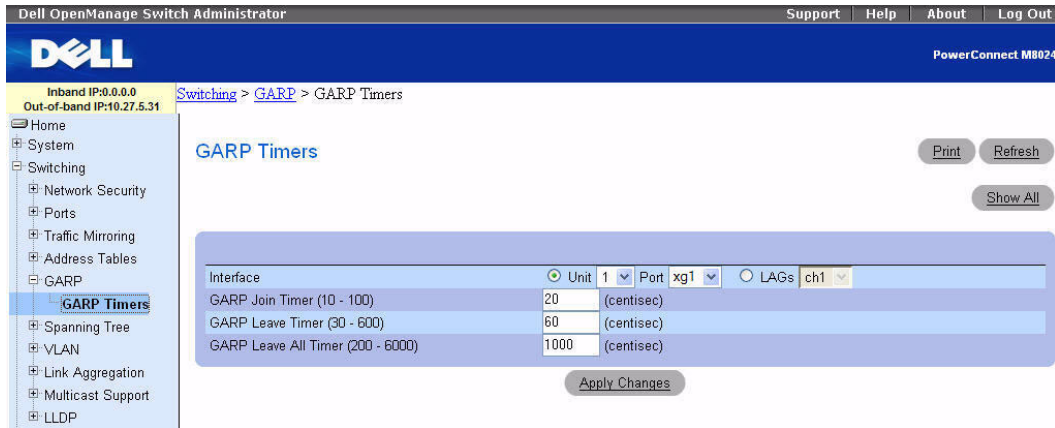 Dell OpenManage Switch Administrator Support Help About Log Out
DELL
PowerConnect M8024
Inband IP:0.0.0.0
Out-of-band IP:10.27.5.31
Switching > GARP > GARP Timers
Home
System
Switching
Network Security
Ports
Traffic Mirroring
Address Tables
GARP
GARP Timers
Spanning Tree
VLAN
Link Aggregation
Multicast Support
LLDP
GARP Timers
Print Refresh
Show All
Interface Unit 1 Port xg1 LAGs ch1
GARP Join Timer (10 - 100) 20 (centisec)
GARP Leave Timer (30 - 600) 60 (centisec)
GARP Leave All Timer (200 - 6000) 1000 (centisec)
Apply Changes